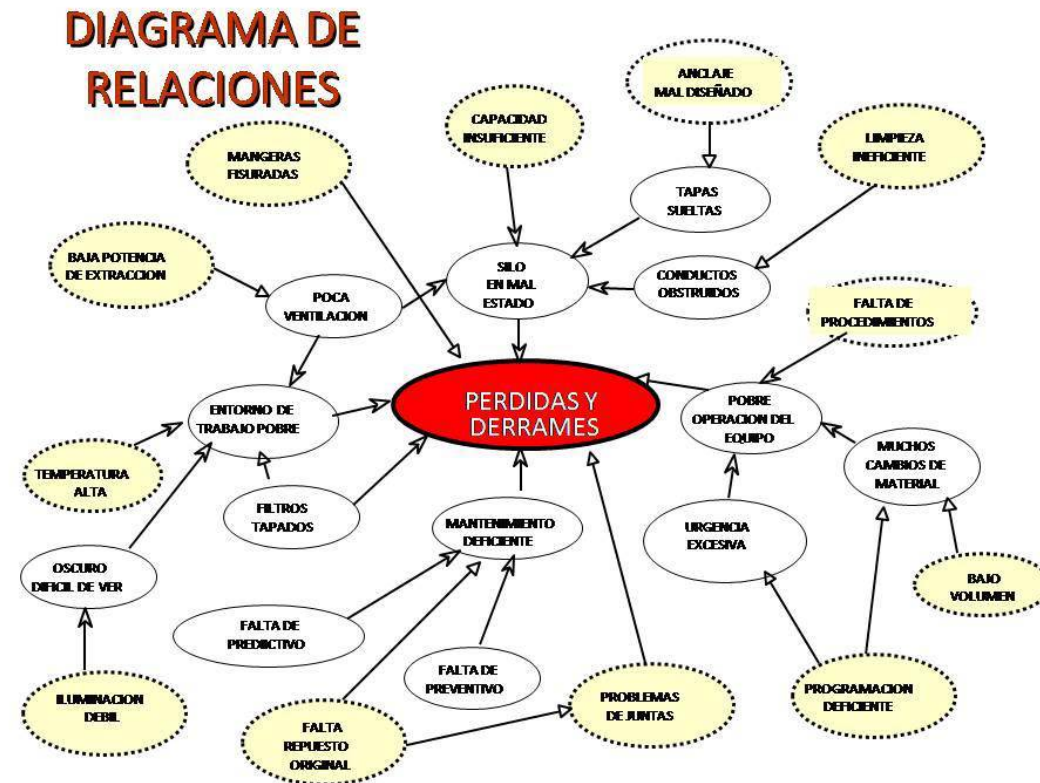 DIAGRAMA DE
RELACIONES
ANCLAJE
MAL DISEÑADO
CAPACIDAD
INSUFICIENTE
LIMPIEZA
INEFICIENTE
MANGERAS
FISURADAS
TAPAS
SUELTAS
BAJA POTENCIA
DE EXTRACCION
SILO
EN MAL
ESTADO
CONDUCTOS
OBSTRUIDOS
POCA
VENTILACION
FALTA DE
PROCEDIMIENTOS
PERDIDAS Y
DERRAMES
ENTORNO DE
TRABAJO POBRE
POBRE
OPERACION DEL
EQUIPO
MUCHOS
CAMBIOS DE
MATERIAL
TEMPERATURA
ALTA
FILTROS
TAPADOS
MANTENIMIENTO
DEFICIENTE
URGENCIA
EXCESIVA
OSCURO
DIFICIL DE VER
BAJO
VOLUMEN
FALTA DE
PREDICTIVO
FALTA DE
PREVENTIVO
ILUMINACION
DEBIL
FALTA
REPUESTO
ORIGINAL
PROBLEMAS
DE JUNTAS
PROGRAMACION
DEFICIENTE